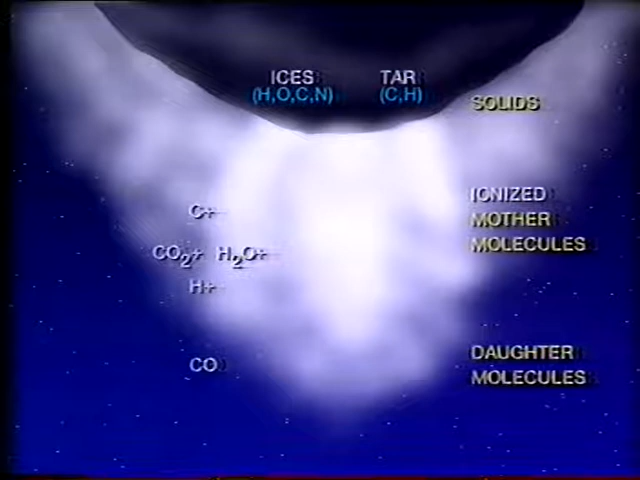 ICES TAR
(H,O,C,N) (C,H)
SOLIDS
C+
IONIZED
MOTHER
CO2+ H2O+
MOLECULES
H+
CO
DAUGHTER
MOLECULES